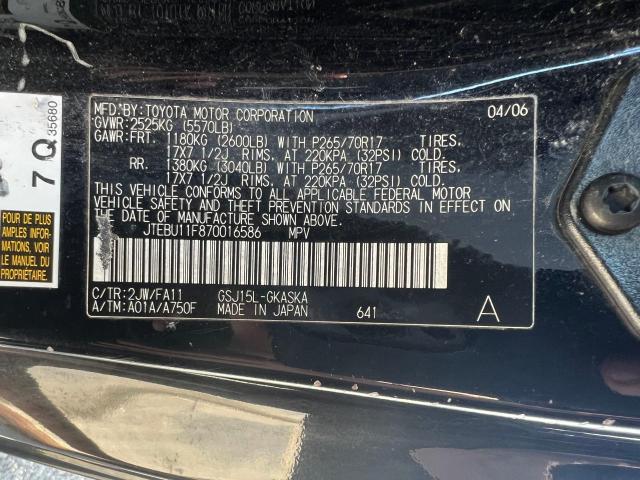 MFD.BY: TOYOTA MOTOR CORPORATION 04/06
GVWR:2525KG (5570LB)
GAWR:FRT. 1180KG (2600LB) WITH P265/70R17 TIRES,
17X7 1/2J RIMS, AT 220KPA (32PSI) COLD.
RR. 1380KG (3040LB) WITH P265/70R17 TIRES,
17X7 1/2J RIMS, AT 220KPA (32PSI) COLD.
THIS VEHICLE CONFORMS TO ALL APPLICABLE FEDERAL MOTOR
VEHICLE SAFETY AND THEFT PREVENTION STANDARDS IN EFFECT ON
THE DATE OF MANUFACTURE SHOWN ABOVE.
JTEBU11F870016586 MPV
C/TR:2JW/FA11 GSJ15L-GKASKA
A/TM:A01A/A750F MADE IN JAPAN 641 A
7 Q
35680
POUR DE PLUS
AMPLES
INFORMATIONS,
VOIR LE
MANUEL DU
PROPRIÉTAIRE.